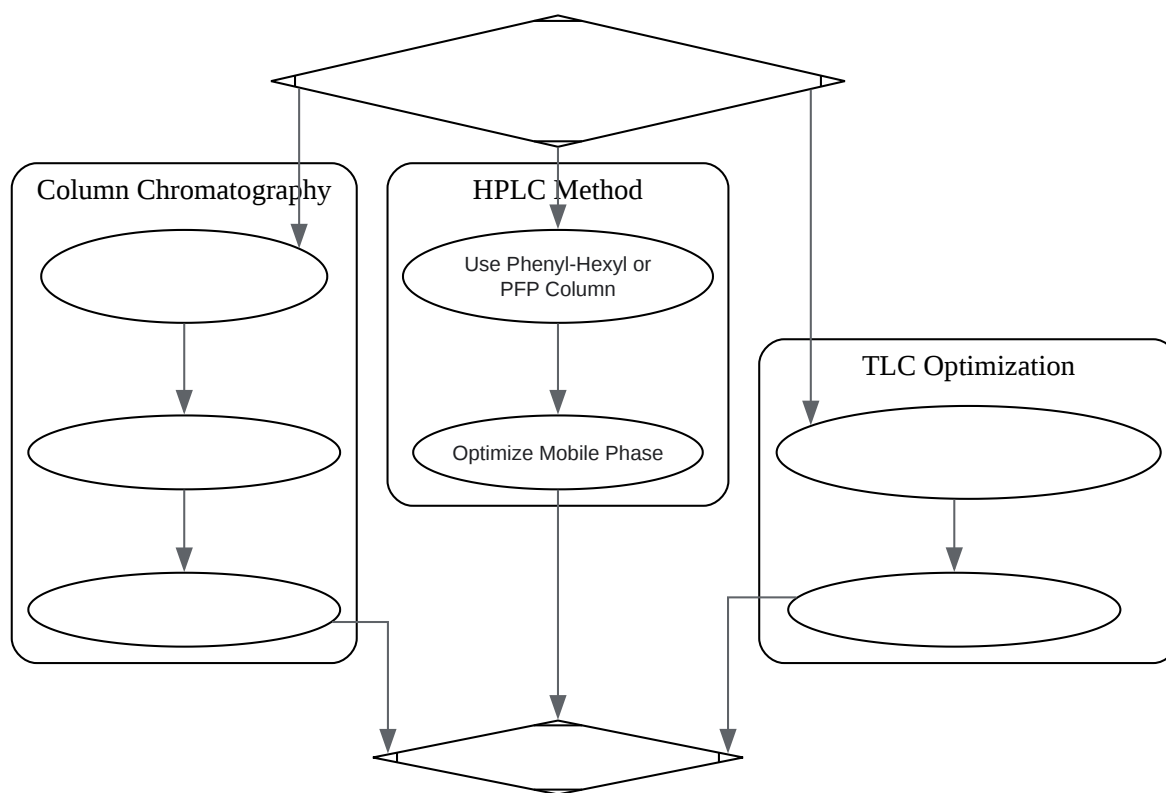 Column Chromatography
HPLC Method
Use Phenyl-Hexyl or
PFP Column
Optimize Mobile Phase
TLC Optimization